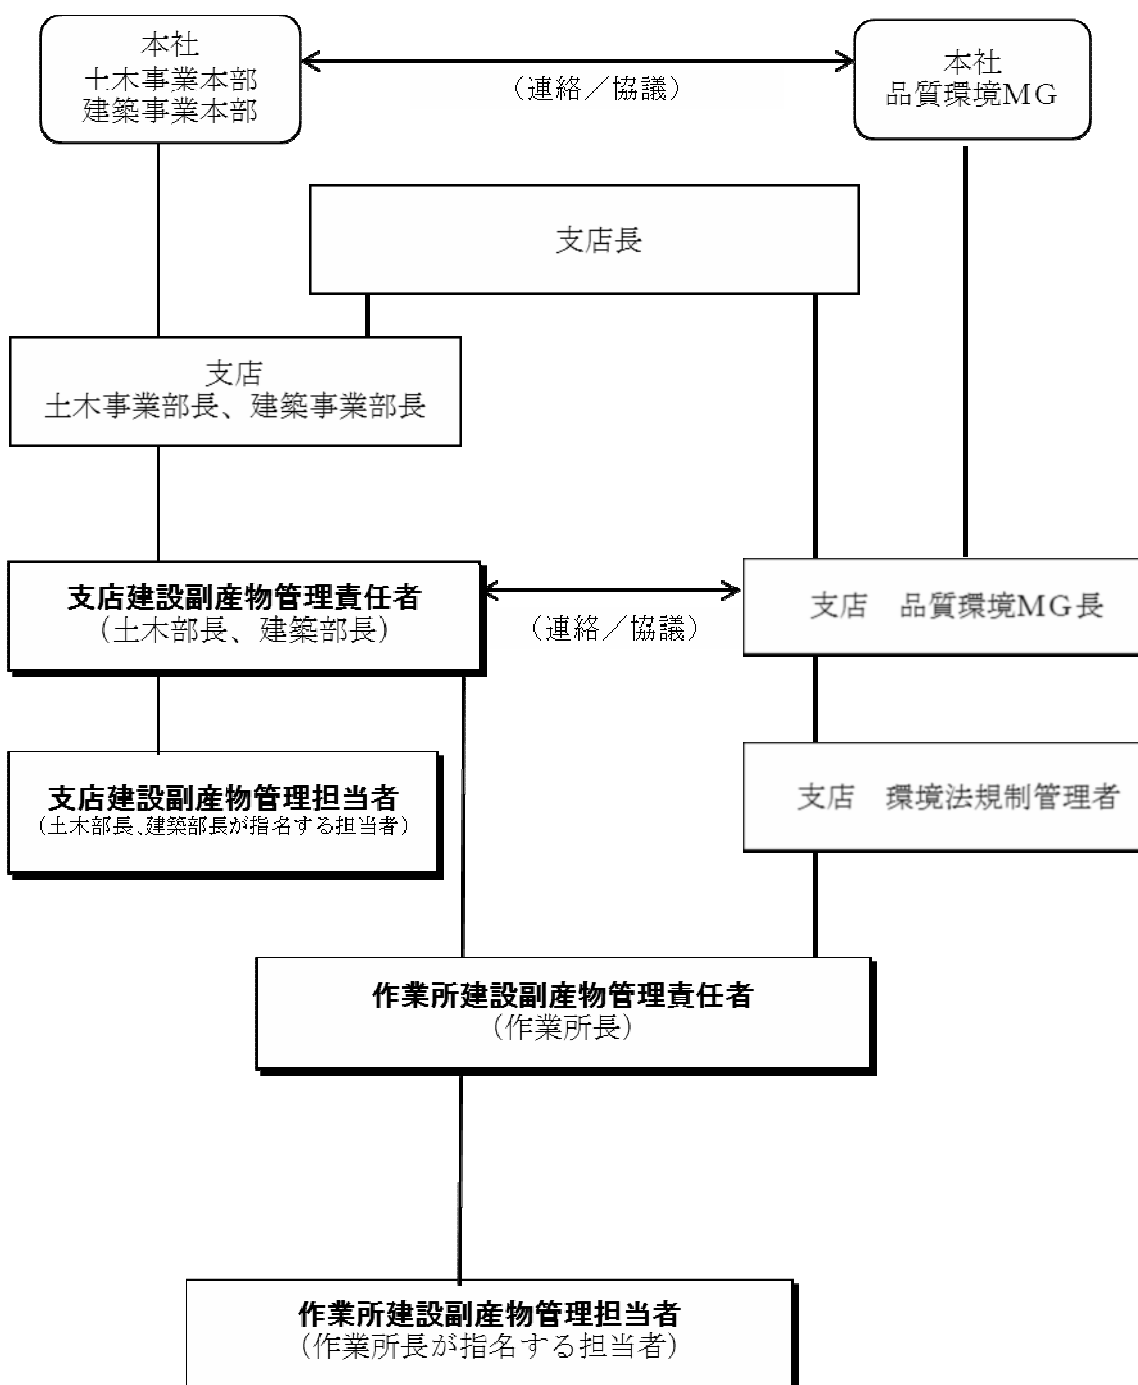 本社
土木事業本部
建築事業本部
（連絡／協議）
本社
品質環境MG
支店長
支店
土木事業部長、建築事業部長
支店建設副産物管理責任者
（土木部長、建築部長）
（連絡／協議）
支店　品質環境MG長
支店建設副産物管理担当者
（土木部長、建築部長が指名する担当者）
支店　環境法規制管理者
作業所建設副産物管理責任者
（作業所長）
作業所建設副産物管理担当者
（作業所長が指名する担当者）